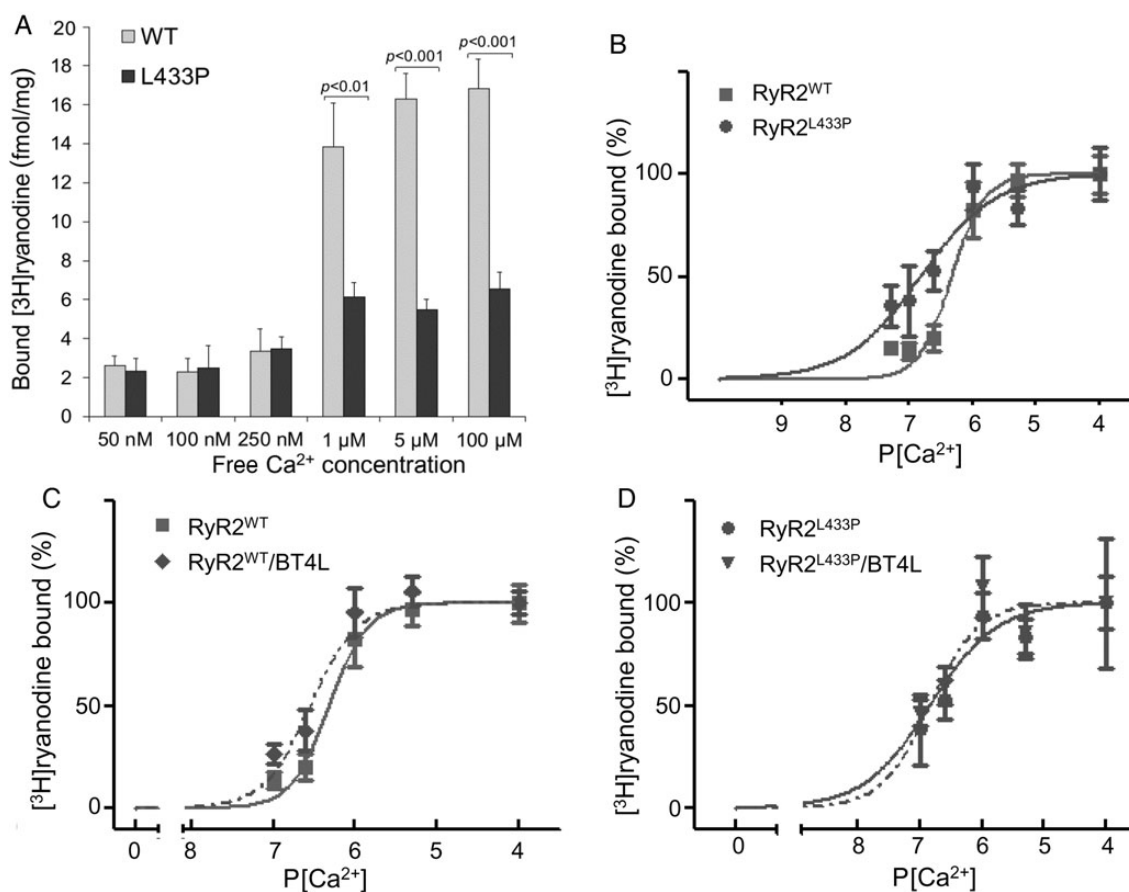 A
20
18
16
14
12
10
8
6
4
2
0
Bound [3H]ryanodine (fmol/mg)
WT
L433P
p<0.01
p<0.001
p<0.001
50 nM 100 nM 250 nM 1 µM 5 µM 100 µM
Free Ca²⁺ concentration
B
[³H]ryanodine bound (%)
100
50
0
RyR2ᵂᵀ
RyR2ᴸ⁴³³ᴾ
9 8 7 6 5 4
P[Ca²⁺]
C
[³H]ryanodine bound (%)
100
50
0
RyR2ᵂᵀ
RyR2ᵂᵀ/BT4L
0 8 7 6 5 4
P[Ca²⁺]
D
[³H]ryanodine bound (%)
100
50
0
RyR2ᴸ⁴³³ᴾ
RyR2ᴸ⁴³³ᴾ/BT4L
0 8 7 6 5 4
P[Ca²⁺]